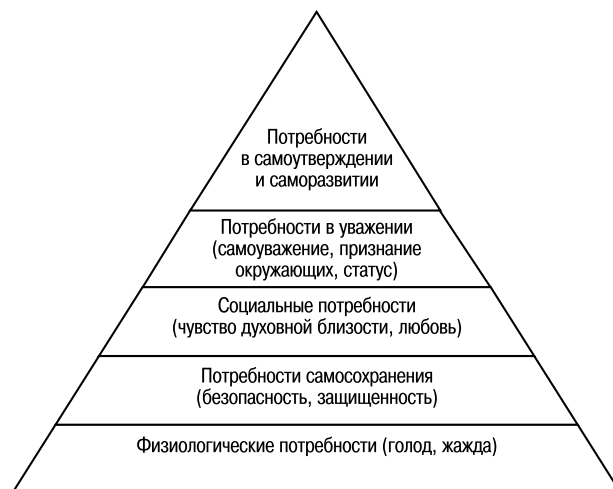 Потребности
в самоутверждении
и саморазвитии
Потребности в уважении
(самоуважение, признание
окружающих, статус)
Социальные потребности
(чувство духовной близости, любовь)
Потребности самосохранения
(безопасность, защищенность)
Физиологические потребности (голод, жажда)